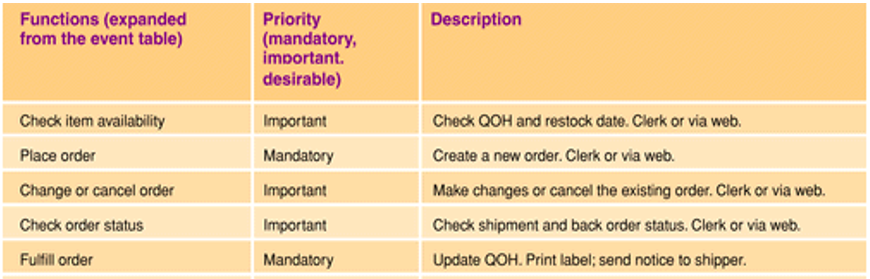 Functions (expanded
from the event table)
Priority
(mandatory,
important,
desirable)
Description
Check item availability
Important
Check QOH and restock date. Clerk or via web.
Place order
Mandatory
Create a new order. Clerk or via web.
Change or cancel order
Important
Make changes or cancel the existing order. Clerk or via web.
Check order status
Important
Check shipment and back order status. Clerk or via web.
Fulfill order
Mandatory
Update QOH. Print label; send notice to shipper.